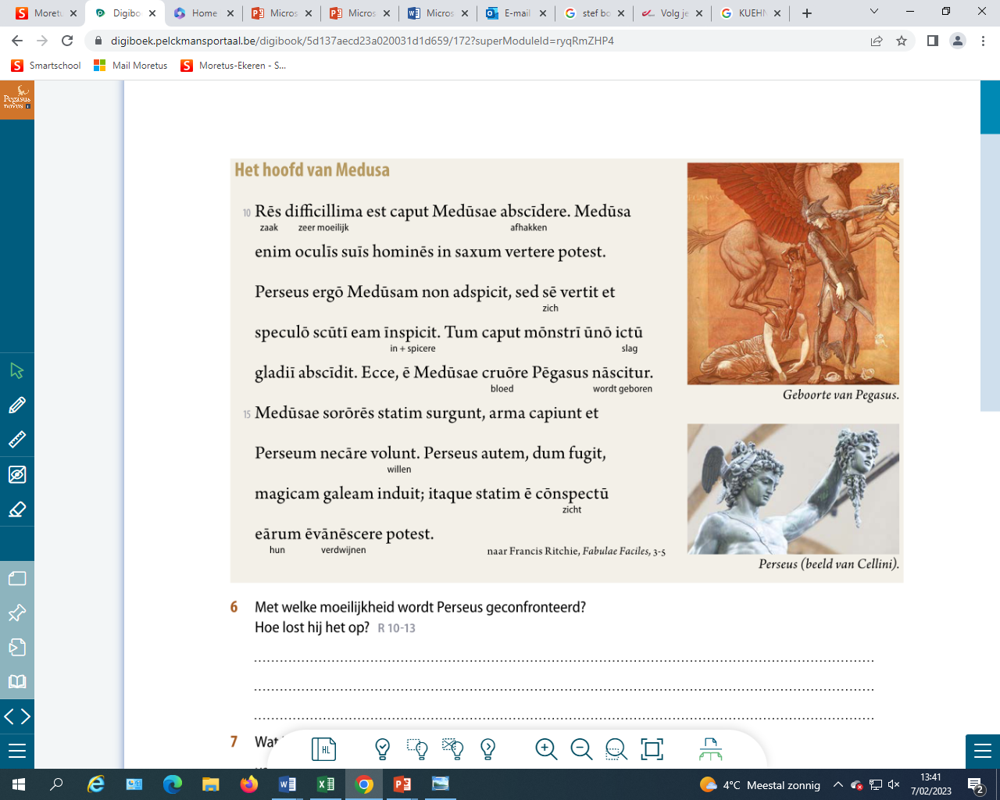 Moretu
Digibo
Home
Micros
Micros
Micros
E-mail
stef bo
Volg je
KUEHN
digiboek.pelckmansportaal.be/digibook/5d137aecd23a020031d1d659/172?superModuleId=ryqRmZHP4
Smartschool
Mail Moretus
Moretus-Ekeren - S...
Pegasus
novus
Het hoofd van Medusa
10 Rēs difficillima est caput Medūsae abscīdere. Medūsa
zaak zeer moeilijk afhakken
enim oculīs suīs hominēs in saxum vertere potest.
Perseus ergō Medūsam non adspicit, sed sē vertit et
zich
speculō scūtī eam īnspicit. Tum caput mōnstrī ūnō ictū
in + spicere slag
gladiī abscīdit. Ecce, ē Medūsae cruōre Pēgasus nāscitur.
bloed wordt geboren
Geboorte van Pegasus.
15 Medūsae sorōrēs statim surgunt, arma capiunt et
Perseum necāre volunt. Perseus autem, dum fugit,
willen
magicam galeam induit; itaque statim ē cōnspectū
zicht
eārum ēvānēscere potest.
hun verdwijnen
naar Francis Ritchie, Fabulae Faciles, 3-5
Perseus (beeld van Cellini).
6 Met welke moeilijkheid wordt Perseus geconfronteerd?
Hoe lost hij het op? R 10-13
7 Wat
HL
4°C Meestal zonnig
13:41
7/02/2023
2